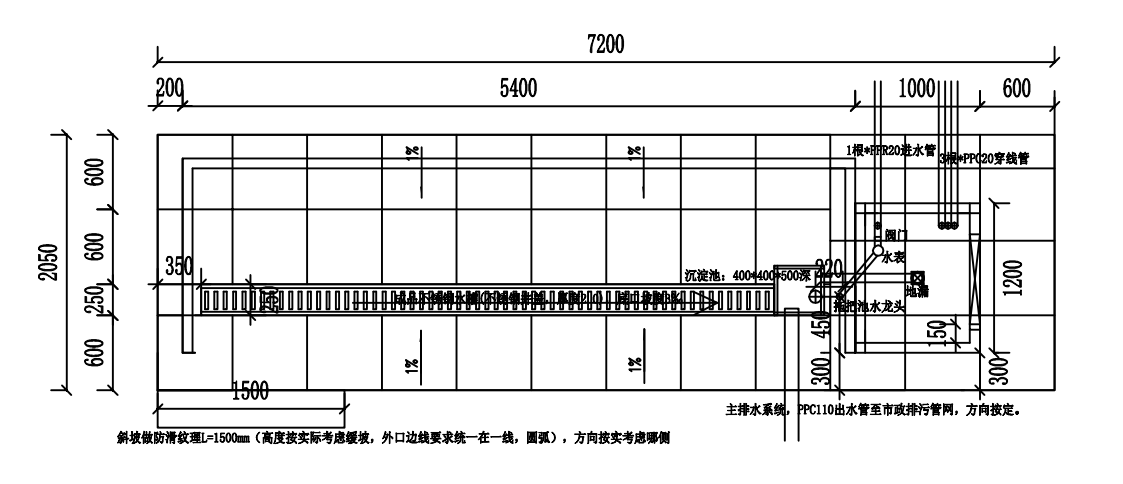 7200
200
5400
1000
600
1%
1%
1根*PPR20进水管
3根*PPC20穿线管
600
2050
600
250
600
阀门
水表
350
沉淀池：400*400*500深
220
地漏
250
1200
拖把池水龙头
450
150
300
300
1%
1%
1500
主排水系统，PPC110出水管至市政排污管网，方向按定。
斜坡做防滑纹理L=1500mm（高度按实际考虑缓坡，外口边线要求统一在一线，圆弧），方向按实考虑哪侧